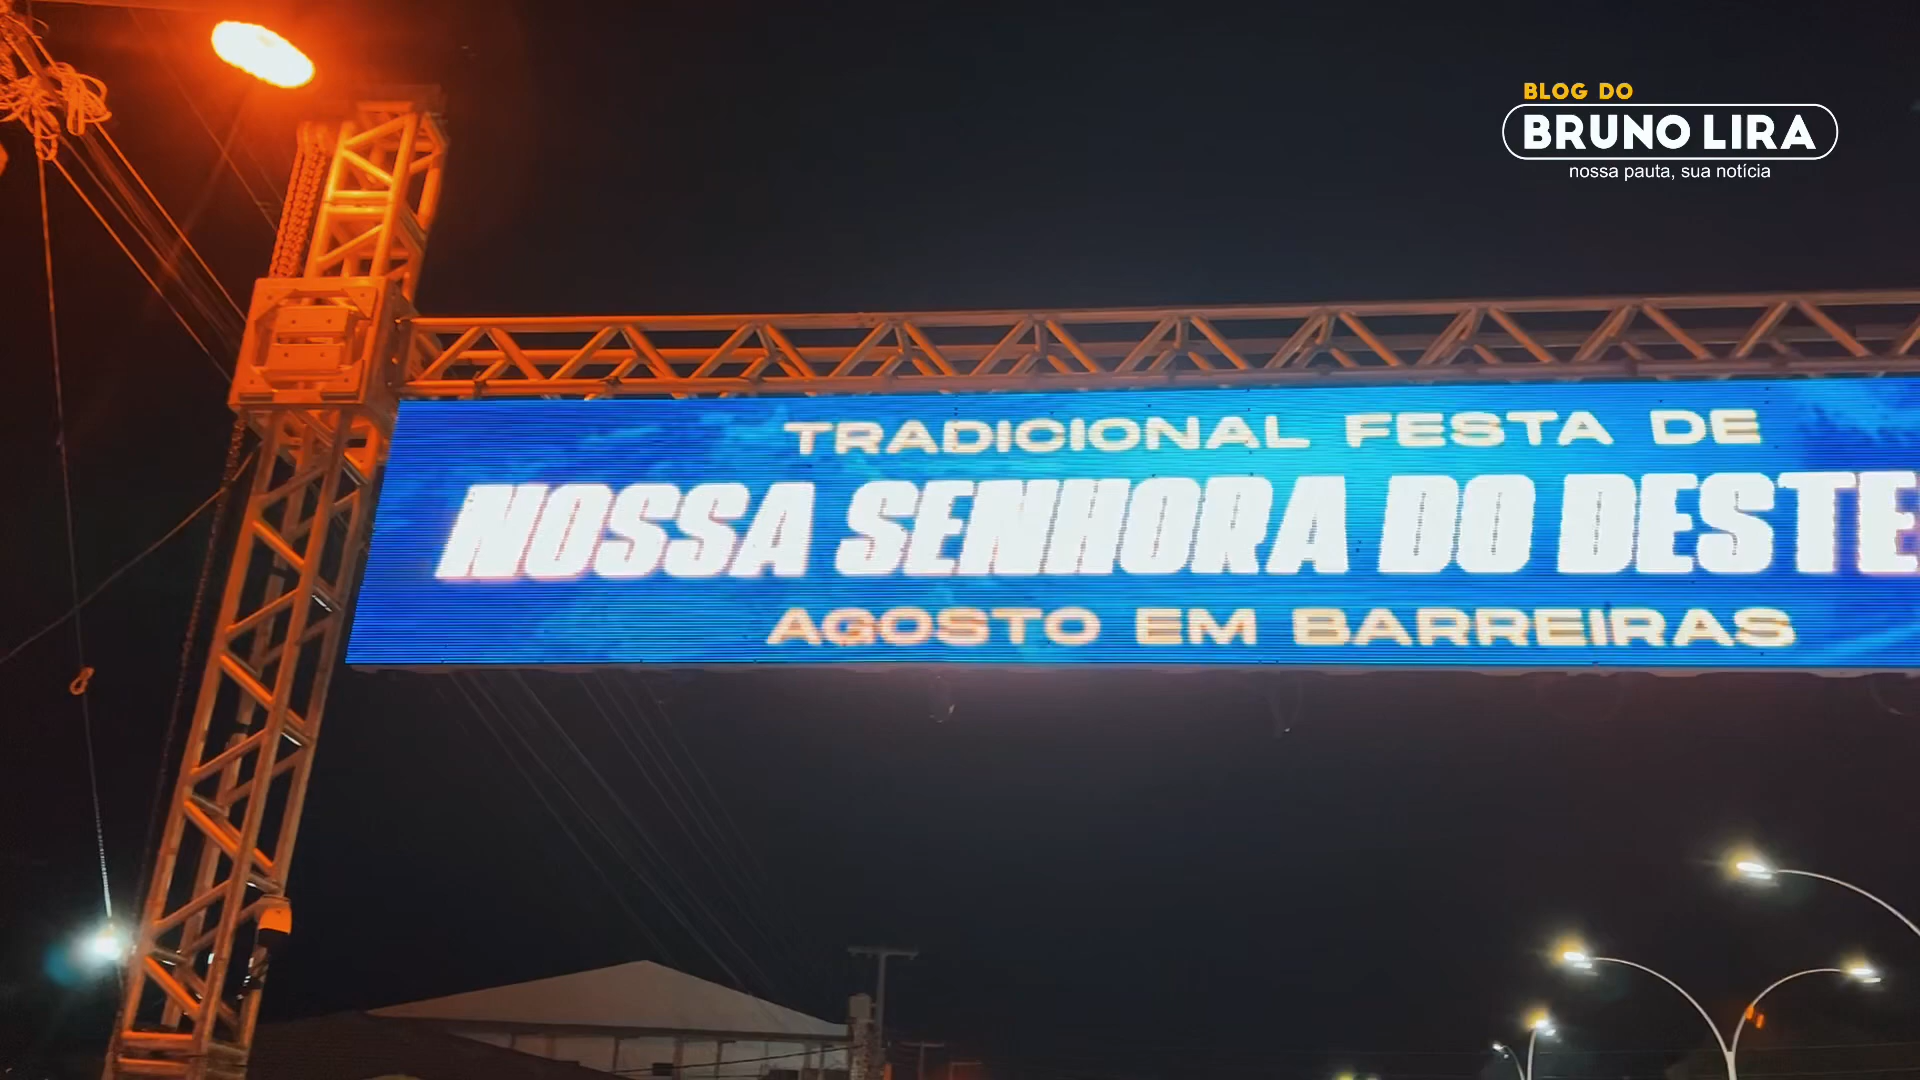 BLOG DO
BRUNO LIRA
nossa pauta, sua notícia
TRADICIONAL FESTA DE
NOSSA SENHORA DO DESTE
AGOSTO EM BARREIRAS